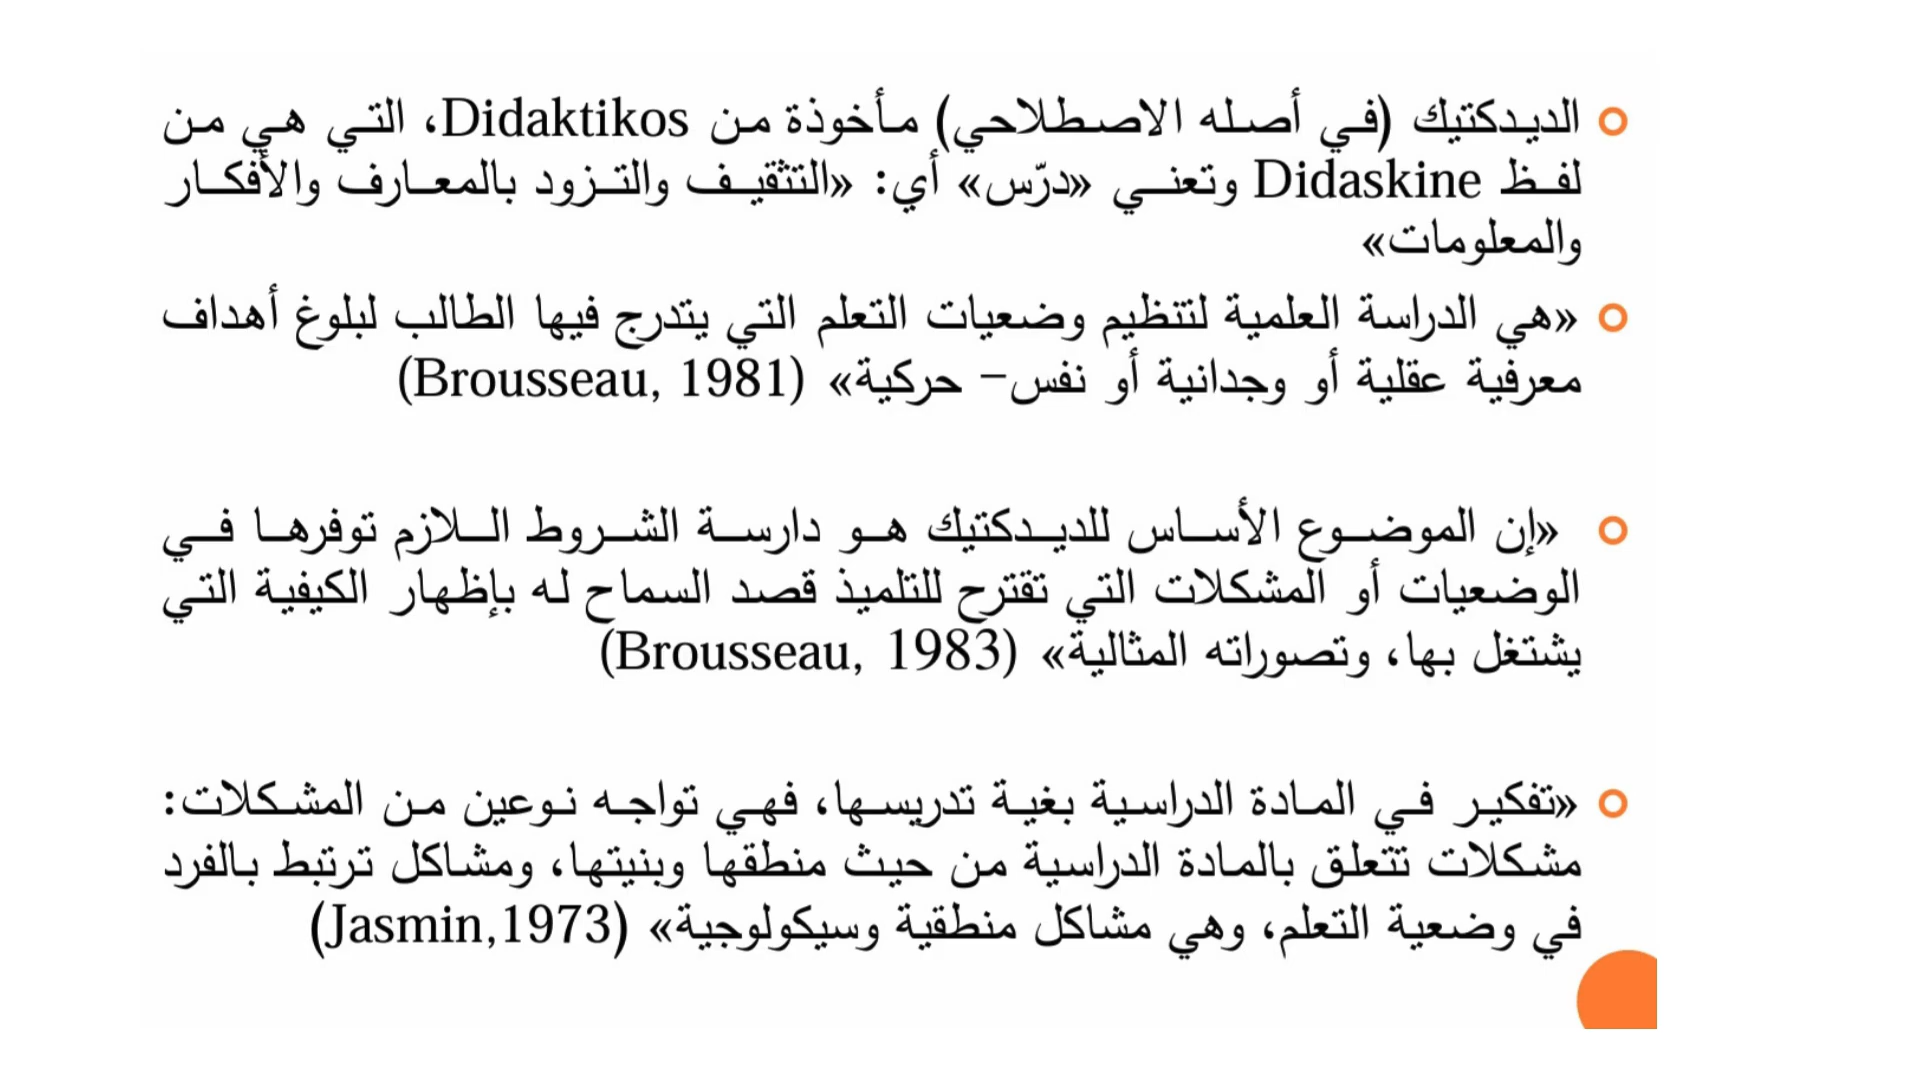 الديدكتيك (في أصله الاصطلاحي) مأخوذة من Didaktikos، التي هي من
لفظ Didaskine وتعني «درّس» أي: «التثقيف والتزود بالمعارف والأفكار
والمعلومات»
«هي الدراسة العلمية لتنظيم وضعيات التعلم التي يتدرج فيها الطالب لبلوغ أهداف
معرفية عقلية أو وجدانية أو نفس– حركية» (Brousseau, 1981)
«إن الموضوع الأساس للديدكتيك هو دارسة الشروط اللازم توفرها في
الوضعيات أو المشكلات التي تقترح للتلميذ قصد السماح له بإظهار الكيفية التي
يشتغل بها، وتصوراته المثالية» (Brousseau, 1983)
«تفكير في المادة الدراسية بغية تدريسها، فهي تواجه نوعين من المشكلات:
مشكلات تتعلق بالمادة الدراسية من حيث منطقها وبنيتها، ومشاكل ترتبط بالفرد
في وضعية التعلم، وهي مشاكل منطقية وسيكولوجية» (Jasmin,1973)